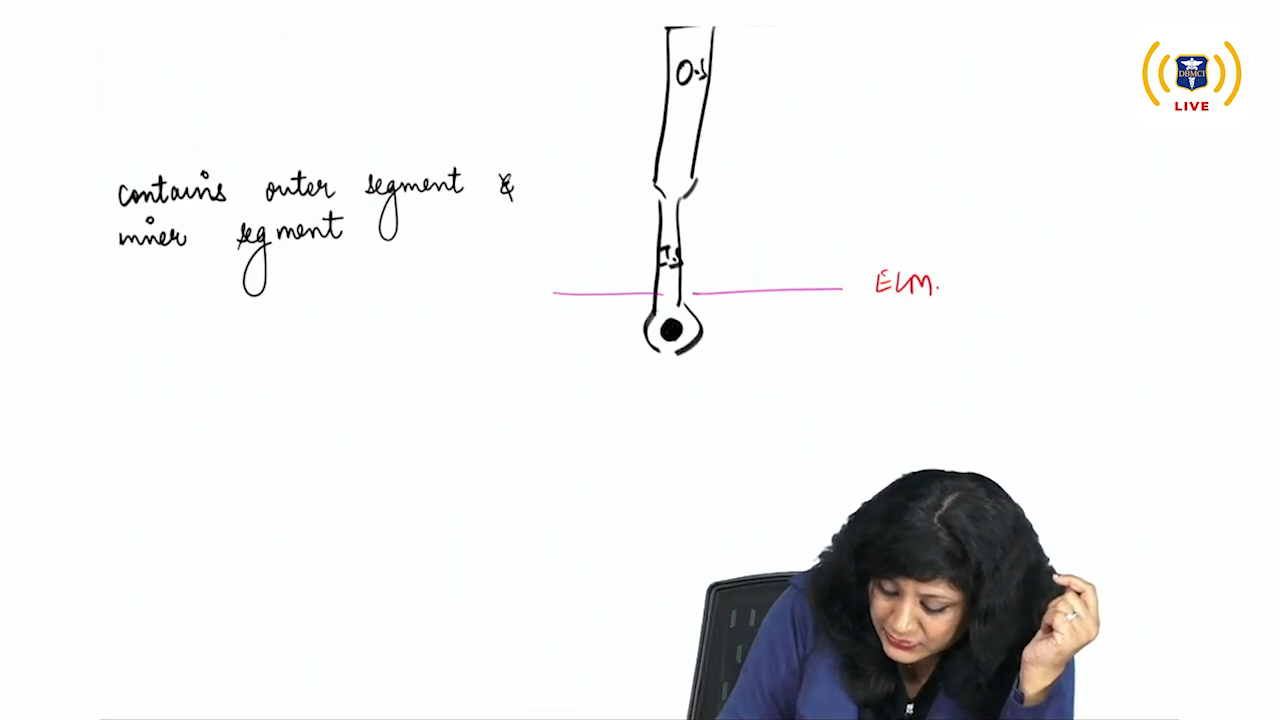 O.S
contains outer segment &
inner segment
I.S
ELM.
DBMCI
LIVE